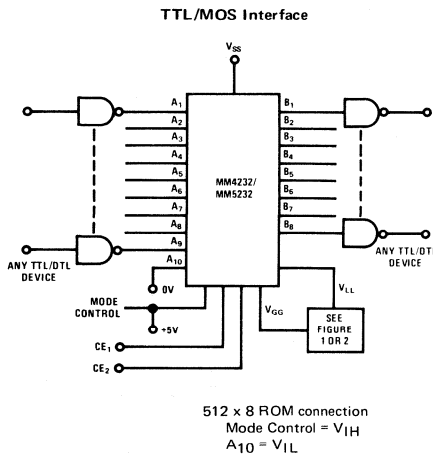 TTL/MOS Interface
VSS
A1
A2
A3
A4
A5
A6
A7
A8
A9
A10
MM4232/
MM5232
B1
B2
B3
B4
B5
B6
B7
B8
ANY TTL/DTL
DEVICE
ANY TTL/DTL
DEVICE
0V
MODE
CONTROL
+5V
CE1
CE2
VGG
VLL
SEE
FIGURE
1 OR 2
512 x 8 ROM connection
Mode Control = VIH
A10 = VIL